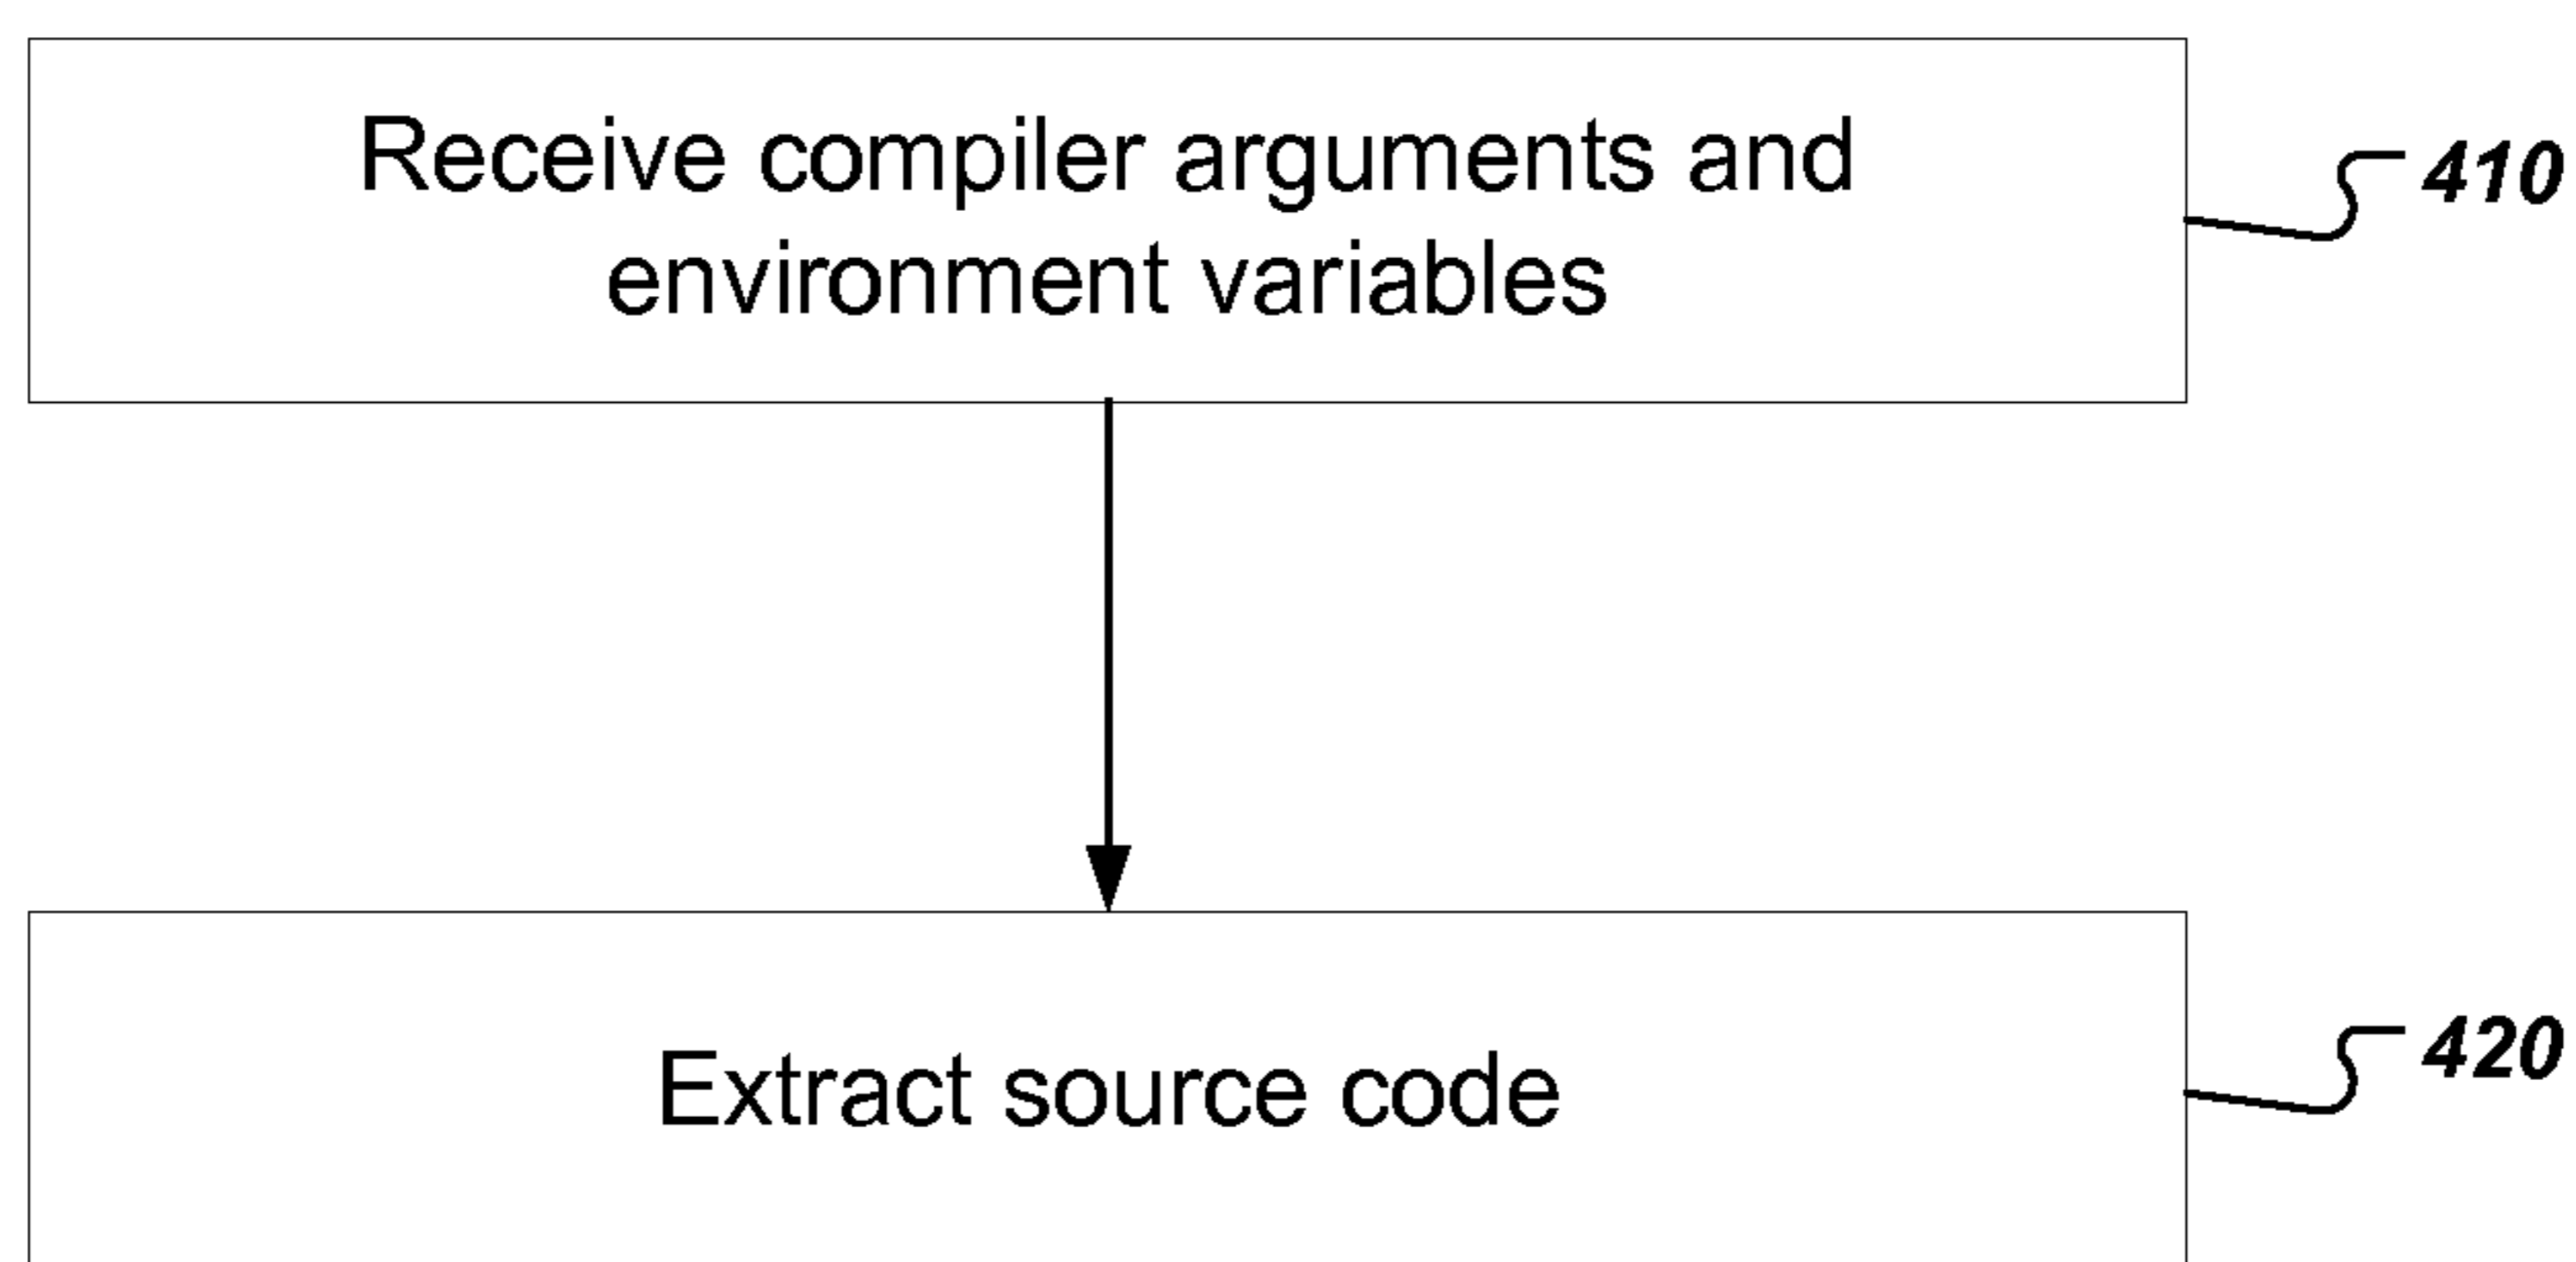 Receive compiler arguments and
environment variables
410
Extract source code
420